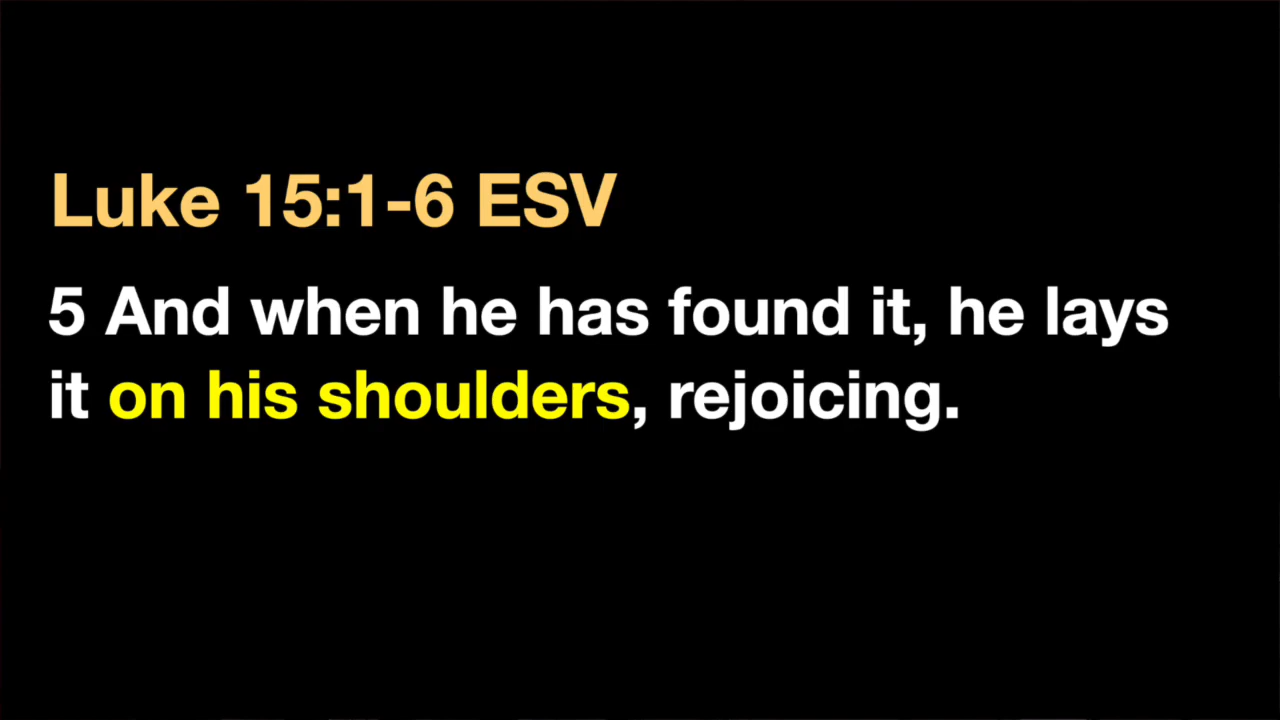 Luke 15:1-6 ESV
5 And when he has found it, he lays
it on his shoulders, rejoicing.